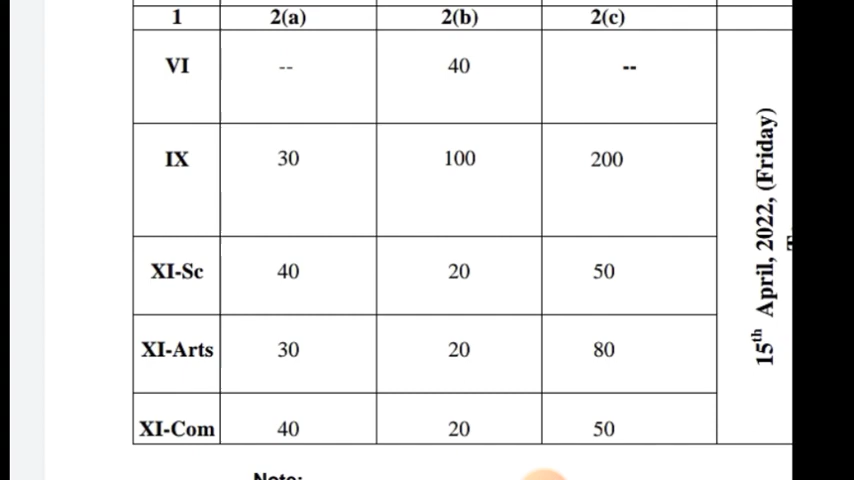 1 2(a) 2(b) 2(c)
VI -- 40 --
IX 30 100 200
XI-Sc 40 20 50
XI-Arts 30 20 80
XI-Com 40 20 50
15th April, 2022, (Friday)
Note: